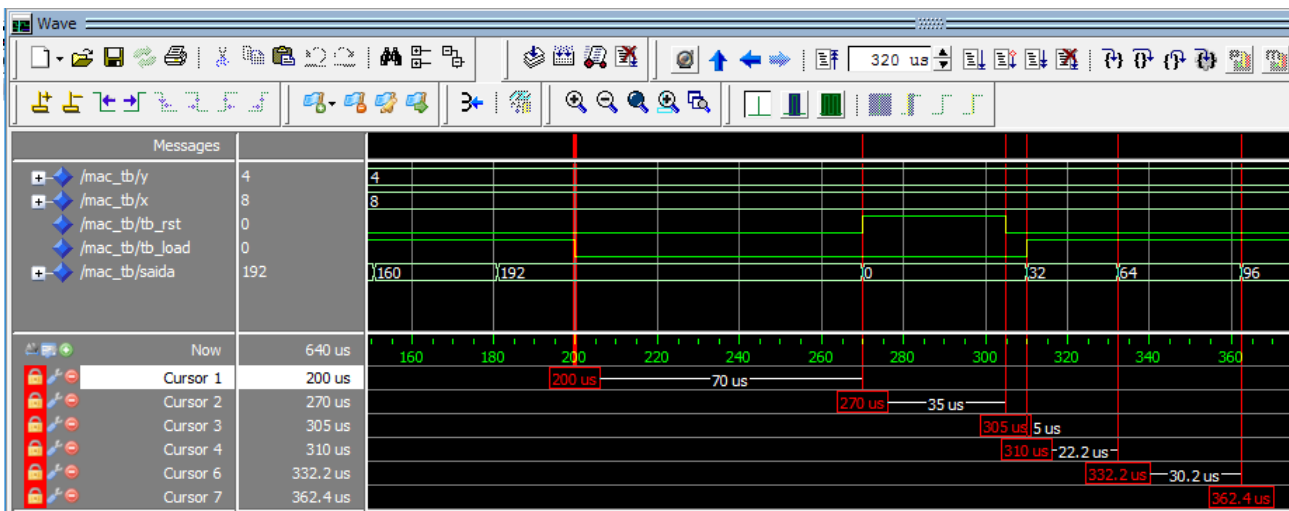 Wave
320 us
Messages
/mac_tb/y 4 4
/mac_tb/x 8 8
/mac_tb/tb_rst 0
/mac_tb/tb_load 0
/mac_tb/saida 192 160 192 0 32 64 96
Now 640 us 160 180 200 220 240 260 280 300 320 340 360
Cursor 1 200 us 200 us 70 us
Cursor 2 270 us 270 us 35 us
Cursor 3 305 us 305 us 5 us
Cursor 4 310 us 310 us 22.2 us
Cursor 6 332.2 us 332.2 us 30.2 us
Cursor 7 362.4 us 362.4 us